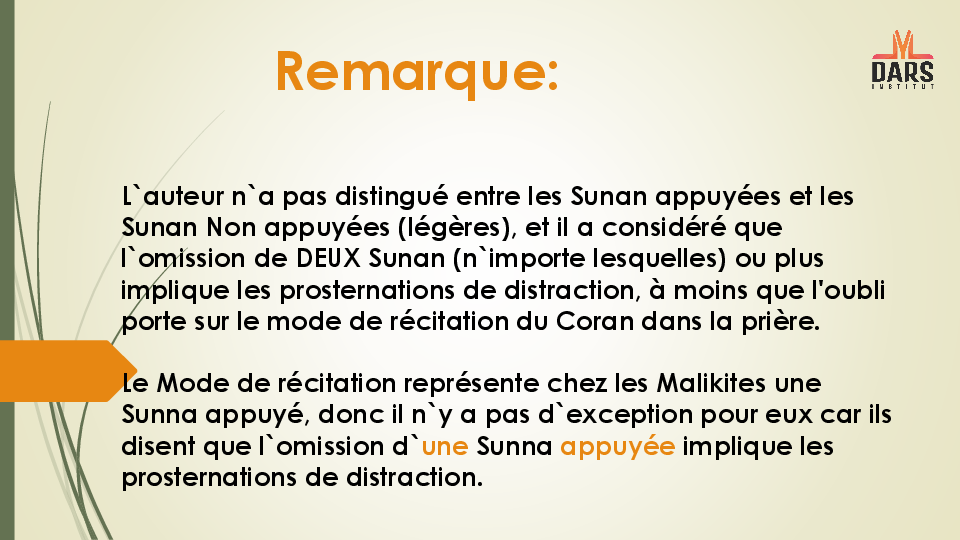 Remarque:
M
DARS
INSTITUT
L`auteur n`a pas distingué entre les Sunan appuyées et les
Sunan Non appuyées (légères), et il a considéré que
l`omission de DEUX Sunan (n`importe lesquelles) ou plus
implique les prosternations de distraction, à moins que l'oubli
porte sur le mode de récitation du Coran dans la prière.
Le Mode de récitation représente chez les Malikites une
Sunna appuyé, donc il n`y a pas d`exception pour eux car ils
disent que l`omission d`une Sunna appuyée implique les
prosternations de distraction.